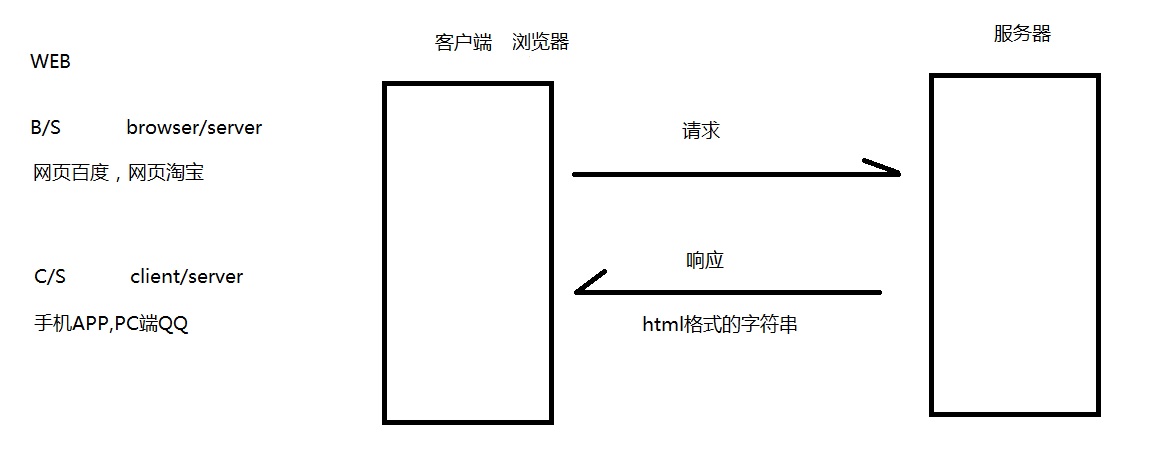 WEB
B/S browser/server
网页百度，网页淘宝
C/S client/server
手机APP,PC端QQ
客户端 浏览器
请求
响应
html格式的字符串
服务器